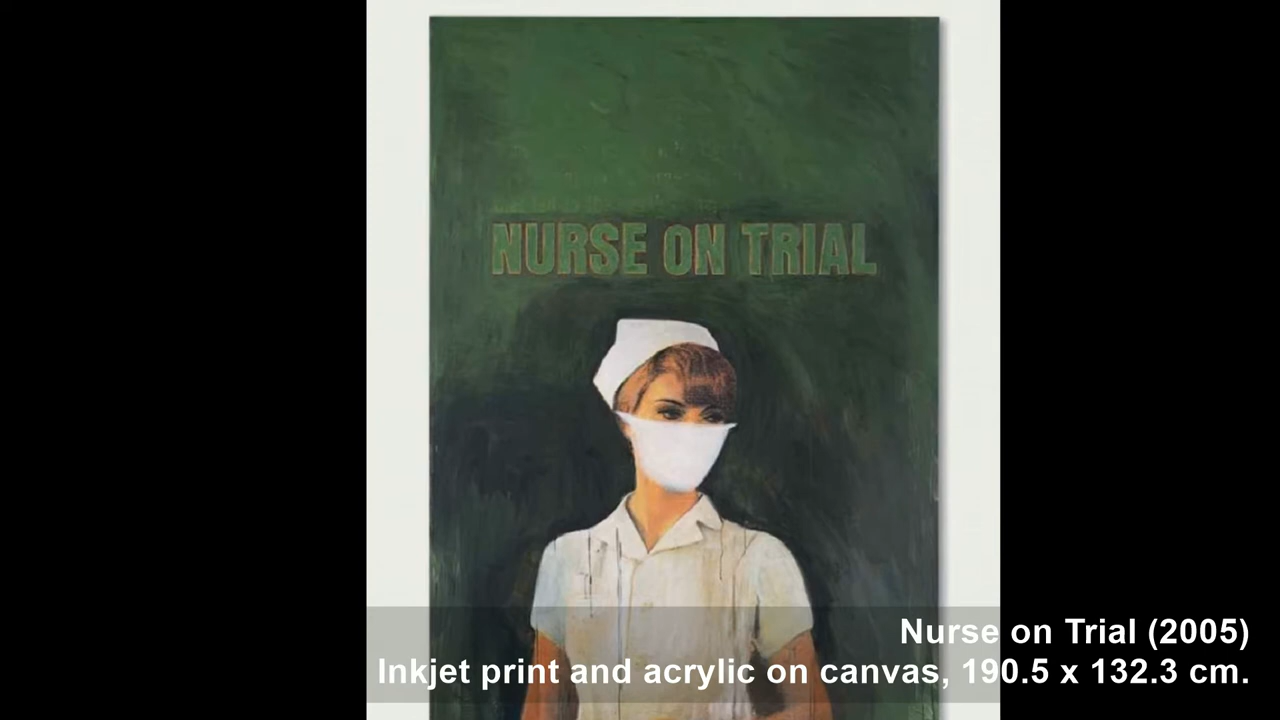 NURSE ON TRIAL
Nurse on Trial (2005)
Inkjet print and acrylic on canvas, 190.5 x 132.3 cm.